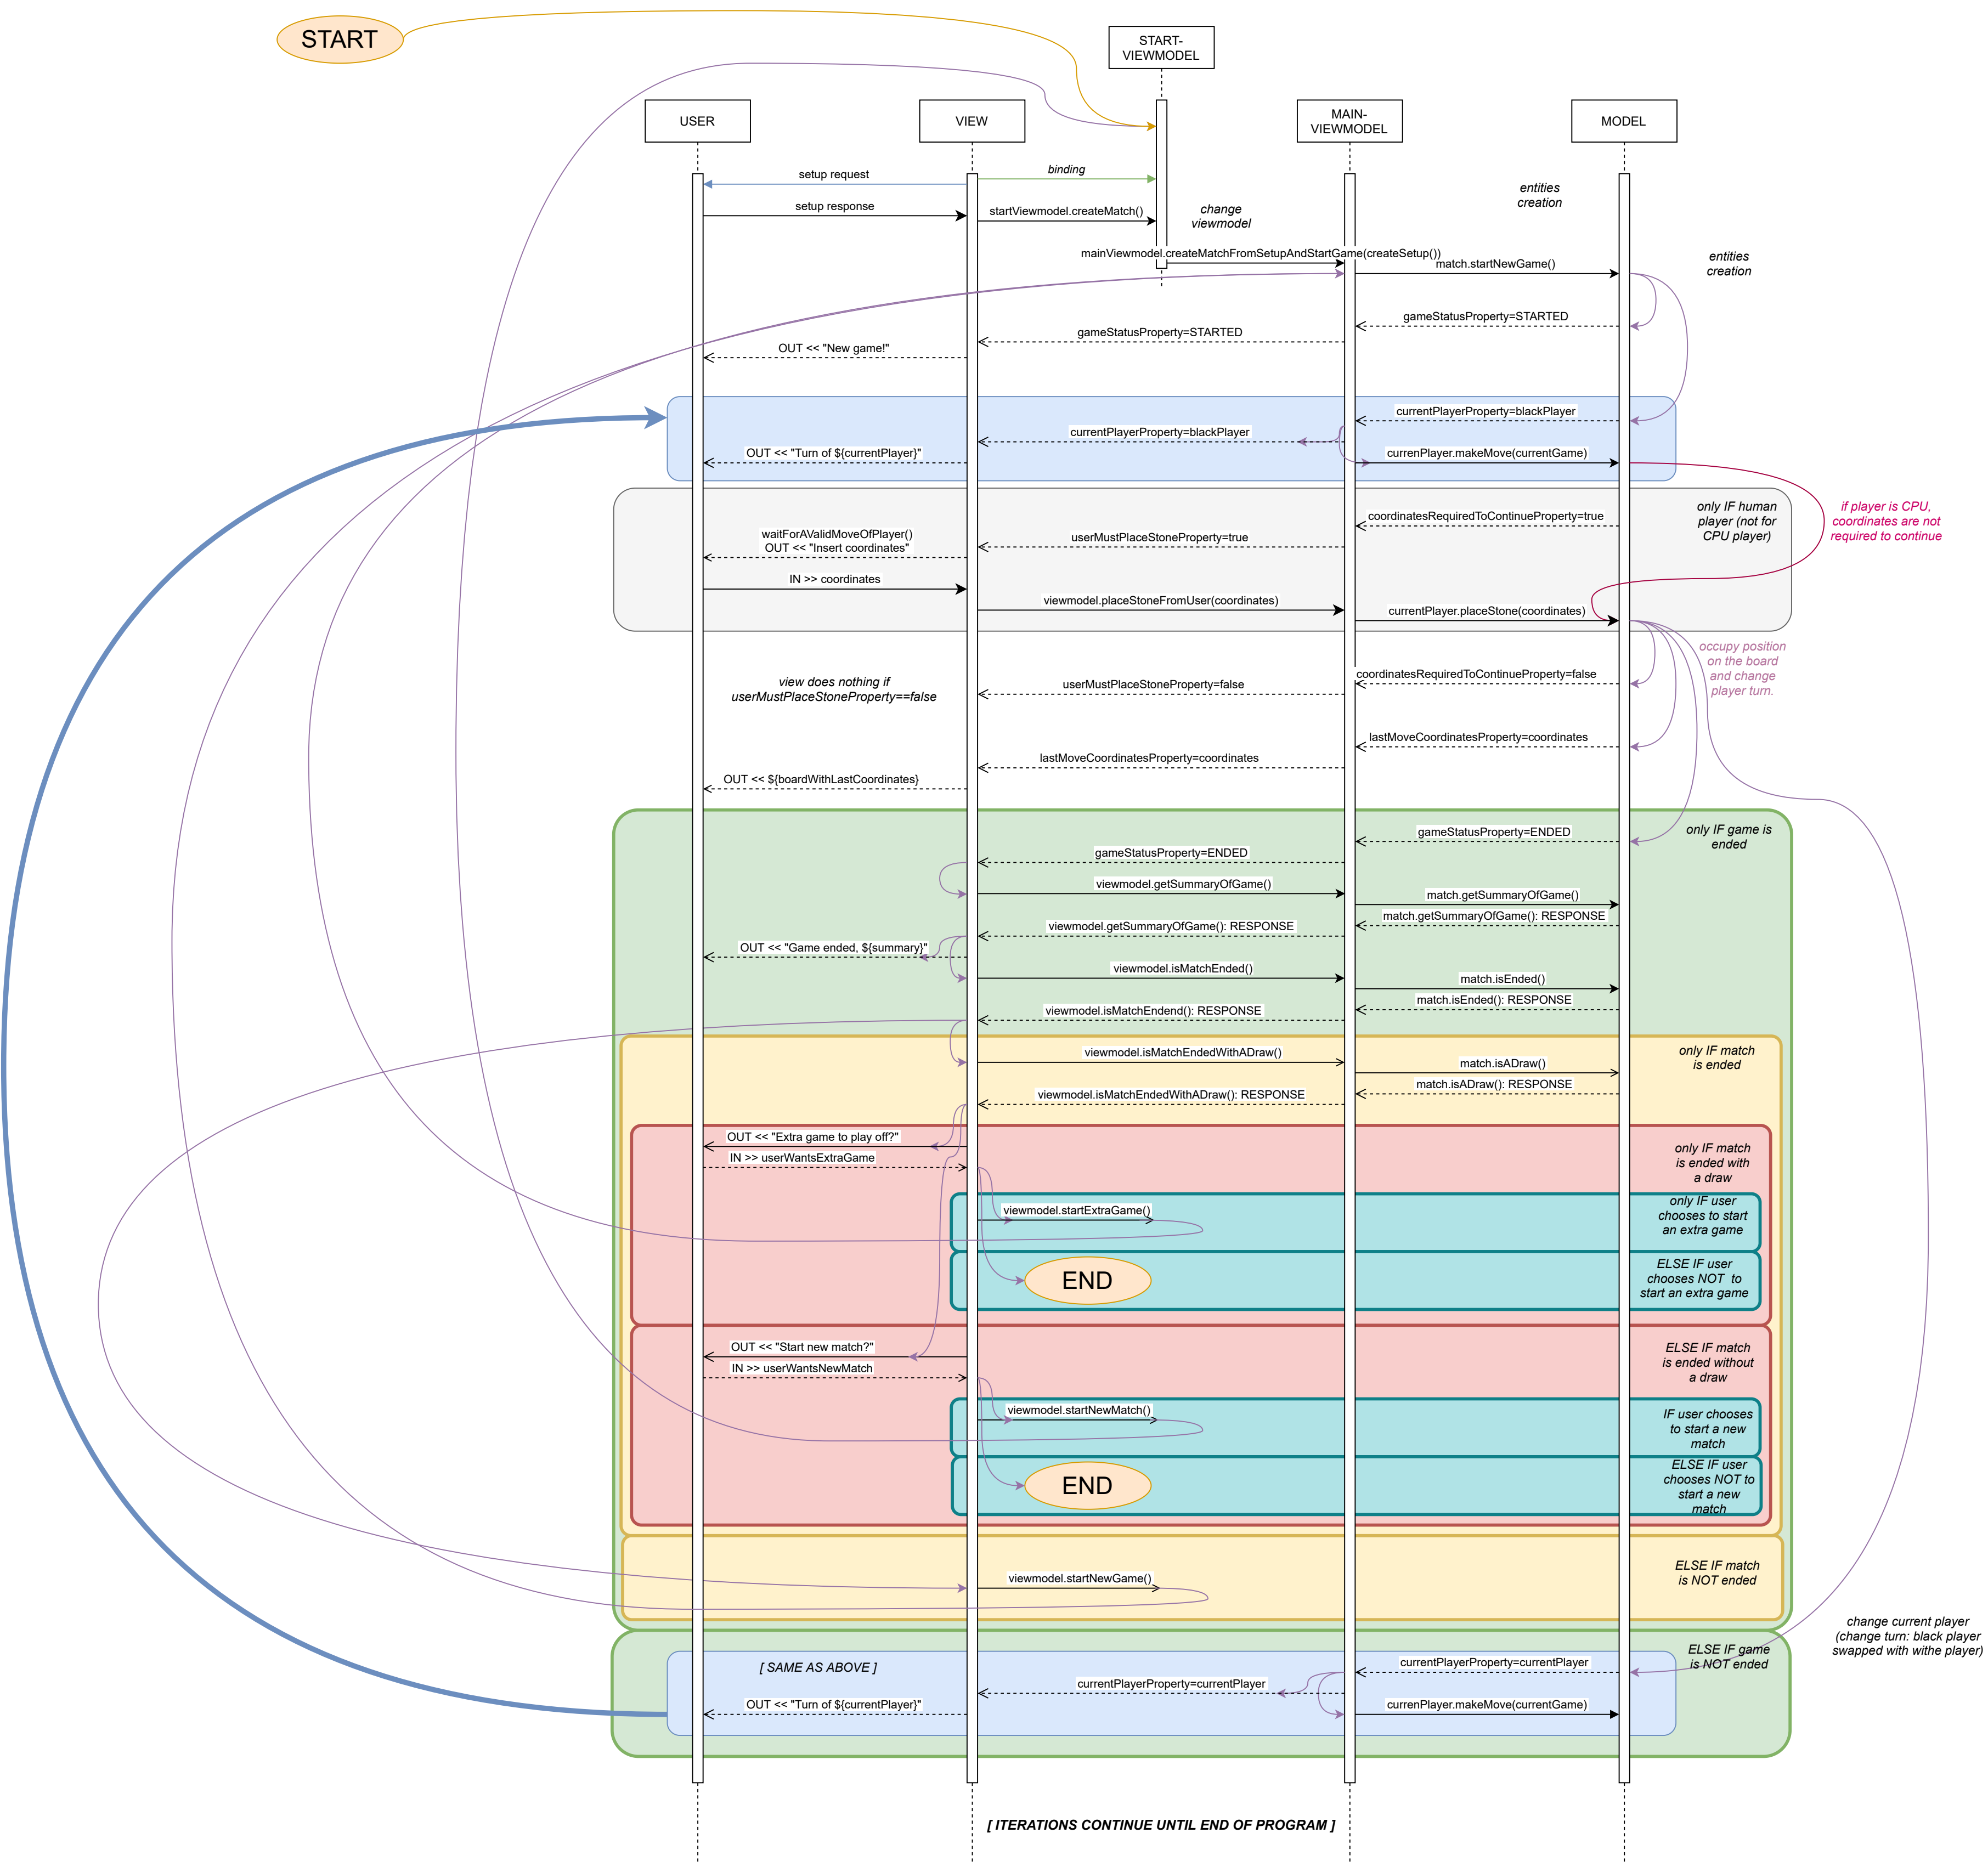 START
START-
VIEWMODEL
USER
VIEW
MAIN-
VIEWMODEL
MODEL
setup request
binding
entities
creation
setup response
startViewmodel.createMatch()
change
viewmodel
mainViewmodel.createMatchFromSetupAndStartGame(createSetup())
match.startNewGame()
entities
creation
gameStatusProperty=STARTED
gameStatusProperty=STARTED
OUT << "New game!"
currentPlayerProperty=blackPlayer
currentPlayerProperty=blackPlayer
OUT << "Turn of ${currentPlayer}"
currenPlayer.makeMove(currentGame)
only IF human
player (not for
CPU player)
if player is CPU,
coordinates are not
required to continue
coordinatesRequiredToContinueProperty=true
userMustPlaceStoneProperty=true
waitForAValidMoveOfPlayer()
OUT << "Insert coordinates"
IN >> coordinates
viewmodel.placeStoneFromUser(coordinates)
currentPlayer.placeStone(coordinates)
occupy position
on the board
and change
player turn.
coordinatesRequiredToContinueProperty=false
userMustPlaceStoneProperty=false
view does nothing if
userMustPlaceStoneProperty==false
lastMoveCoordinatesProperty=coordinates
lastMoveCoordinatesProperty=coordinates
OUT << ${boardWithLastCoordinates}
gameStatusProperty=ENDED
only IF game is
ended
gameStatusProperty=ENDED
viewmodel.getSummaryOfGame()
match.getSummaryOfGame()
match.getSummaryOfGame(): RESPONSE
viewmodel.getSummaryOfGame(): RESPONSE
OUT << "Game ended, ${summary}"
viewmodel.isMatchEnded()
match.isEnded()
match.isEnded(): RESPONSE
viewmodel.isMatchEndend(): RESPONSE
only IF match
is ended
viewmodel.isMatchEndedWithADraw()
match.isADraw()
match.isADraw(): RESPONSE
viewmodel.isMatchEndedWithADraw(): RESPONSE
OUT << "Extra game to play off?"
IN >> userWantsExtraGame
only IF match
is ended with
a draw
viewmodel.startExtraGame()
only IF user
chooses to start
an extra game
END
ELSE IF user
chooses NOT to
start an extra game
OUT << "Start new match?"
IN >> userWantsNewMatch
ELSE IF match
is ended without
a draw
viewmodel.startNewMatch()
IF user chooses
to start a new
match
END
ELSE IF user
chooses NOT to
start a new
match
ELSE IF match
is NOT ended
viewmodel.startNewGame()
change current player
(change turn: black player
swapped with withe player)
ELSE IF game
is NOT ended
[ SAME AS ABOVE ]
currentPlayerProperty=currentPlayer
currentPlayerProperty=currentPlayer
OUT << "Turn of ${currentPlayer}"
currenPlayer.makeMove(currentGame)
[ ITERATIONS CONTINUE UNTIL END OF PROGRAM ]